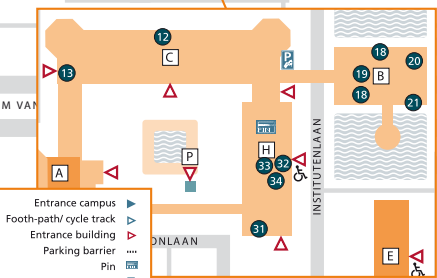 12
18
P
C
20
13
19
B
18
21
M VAN
INSTITUTENLAAN
PIN
P
H
33
32
34
A
31
ONLAAN
E
Entrance campus
Footh-path/ cycle track
Entrance building
Parking barrier
Pin